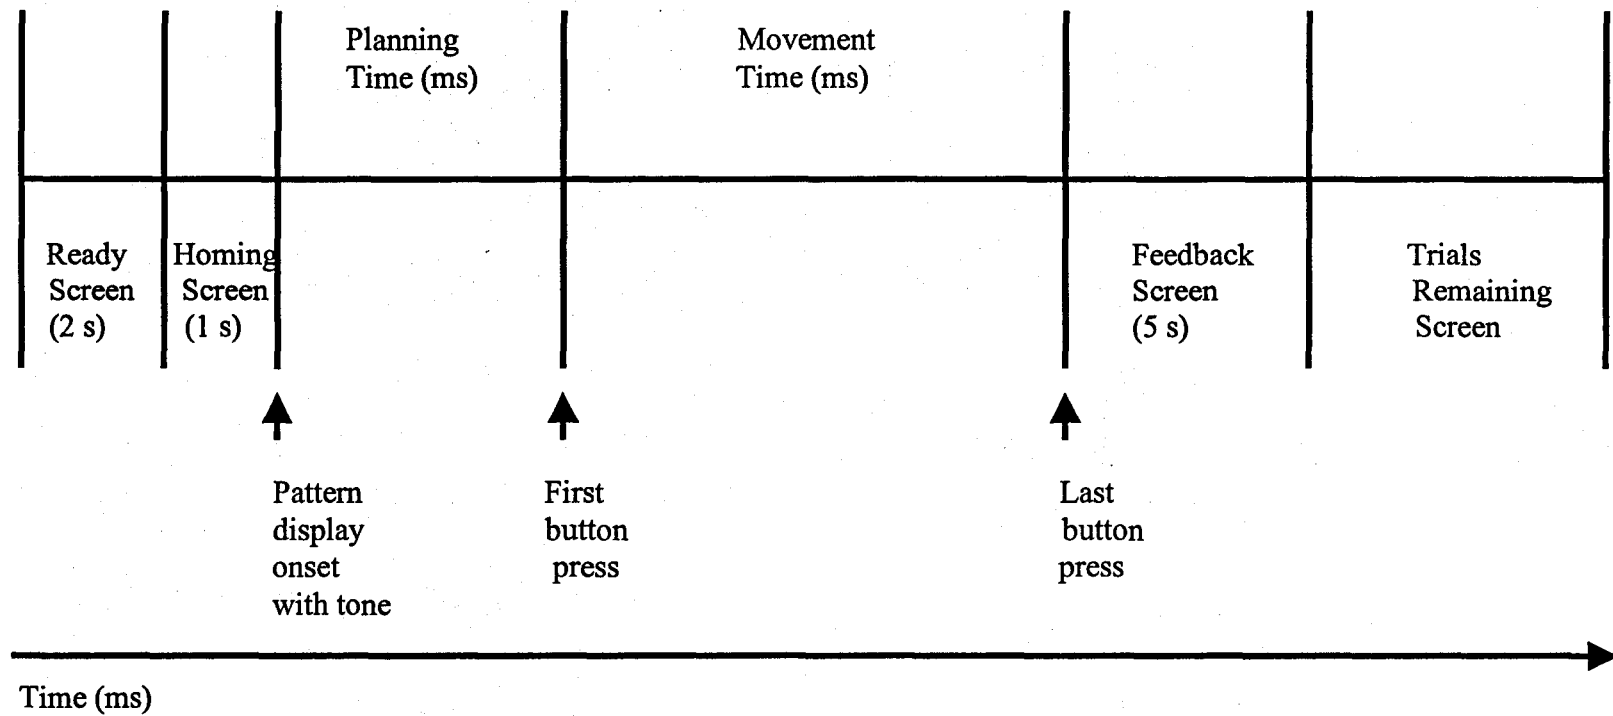 Planning
Time (ms)
Movement
Time (ms)
Ready
Screen
(2 s)
Homing
Screen
(1 s)
Feedback
Screen
(5 s)
Trials
Remaining
Screen
Pattern
display
onset
with tone
First
button
press
Last
button
press
Time (ms)